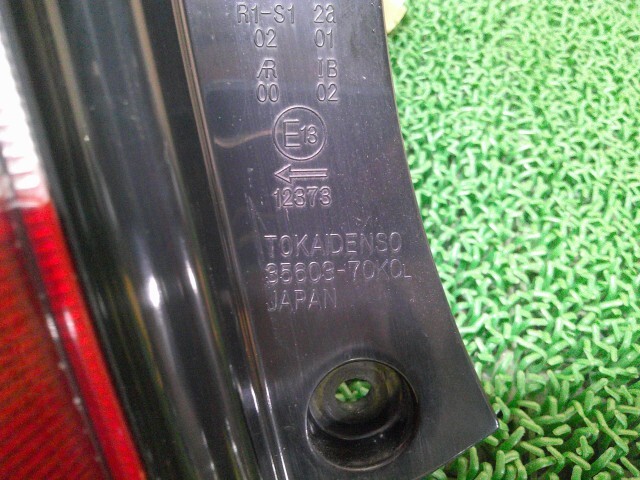 R1-S1 2a
02 01
AR IB
00 02
E13
12373
TOKAIDENSO
35603-70K0L
JAPAN